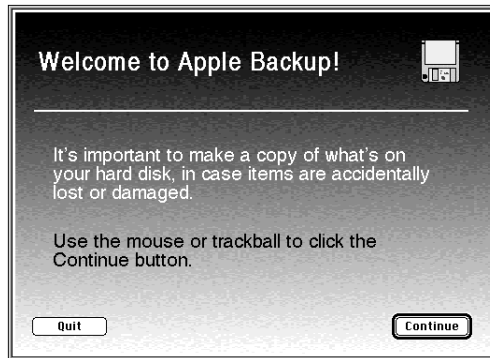 Welcome to Apple Backup!
It's important to make a copy of what's on
your hard disk, in case items are accidentally
lost or damaged.
Use the mouse or trackball to click the
Continue button.
Quit
Continue